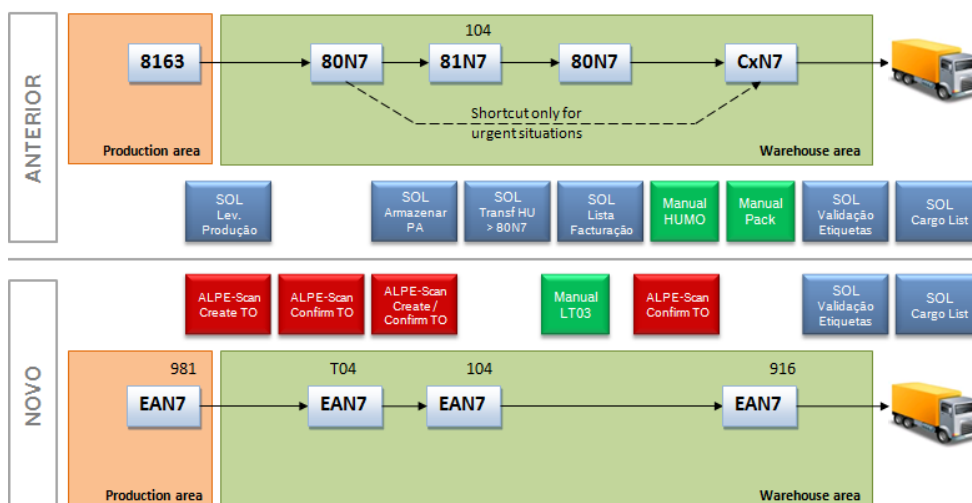 ANTERIOR
104
8163
80N7
81N7
80N7
CxN7
Shortcut only for
urgent situations
Production area
Warehouse area
SOL
Lev.
Produção
SOL
Armazenar
PA
SOL
Transf HU
> 80N7
SOL
Lista
Facturação
Manual
HUMO
Manual
Pack
SOL
Validação
Etiquetas
SOL
Cargo List
NOVO
ALPE-Scan
Create TO
ALPE-Scan
Confirm TO
ALPE-Scan
Create /
Confirm TO
Manual
LT03
ALPE-Scan
Confirm TO
SOL
Validação
Etiquetas
SOL
Cargo List
981
T04
104
916
EAN7
EAN7
EAN7
EAN7
Production area
Warehouse area